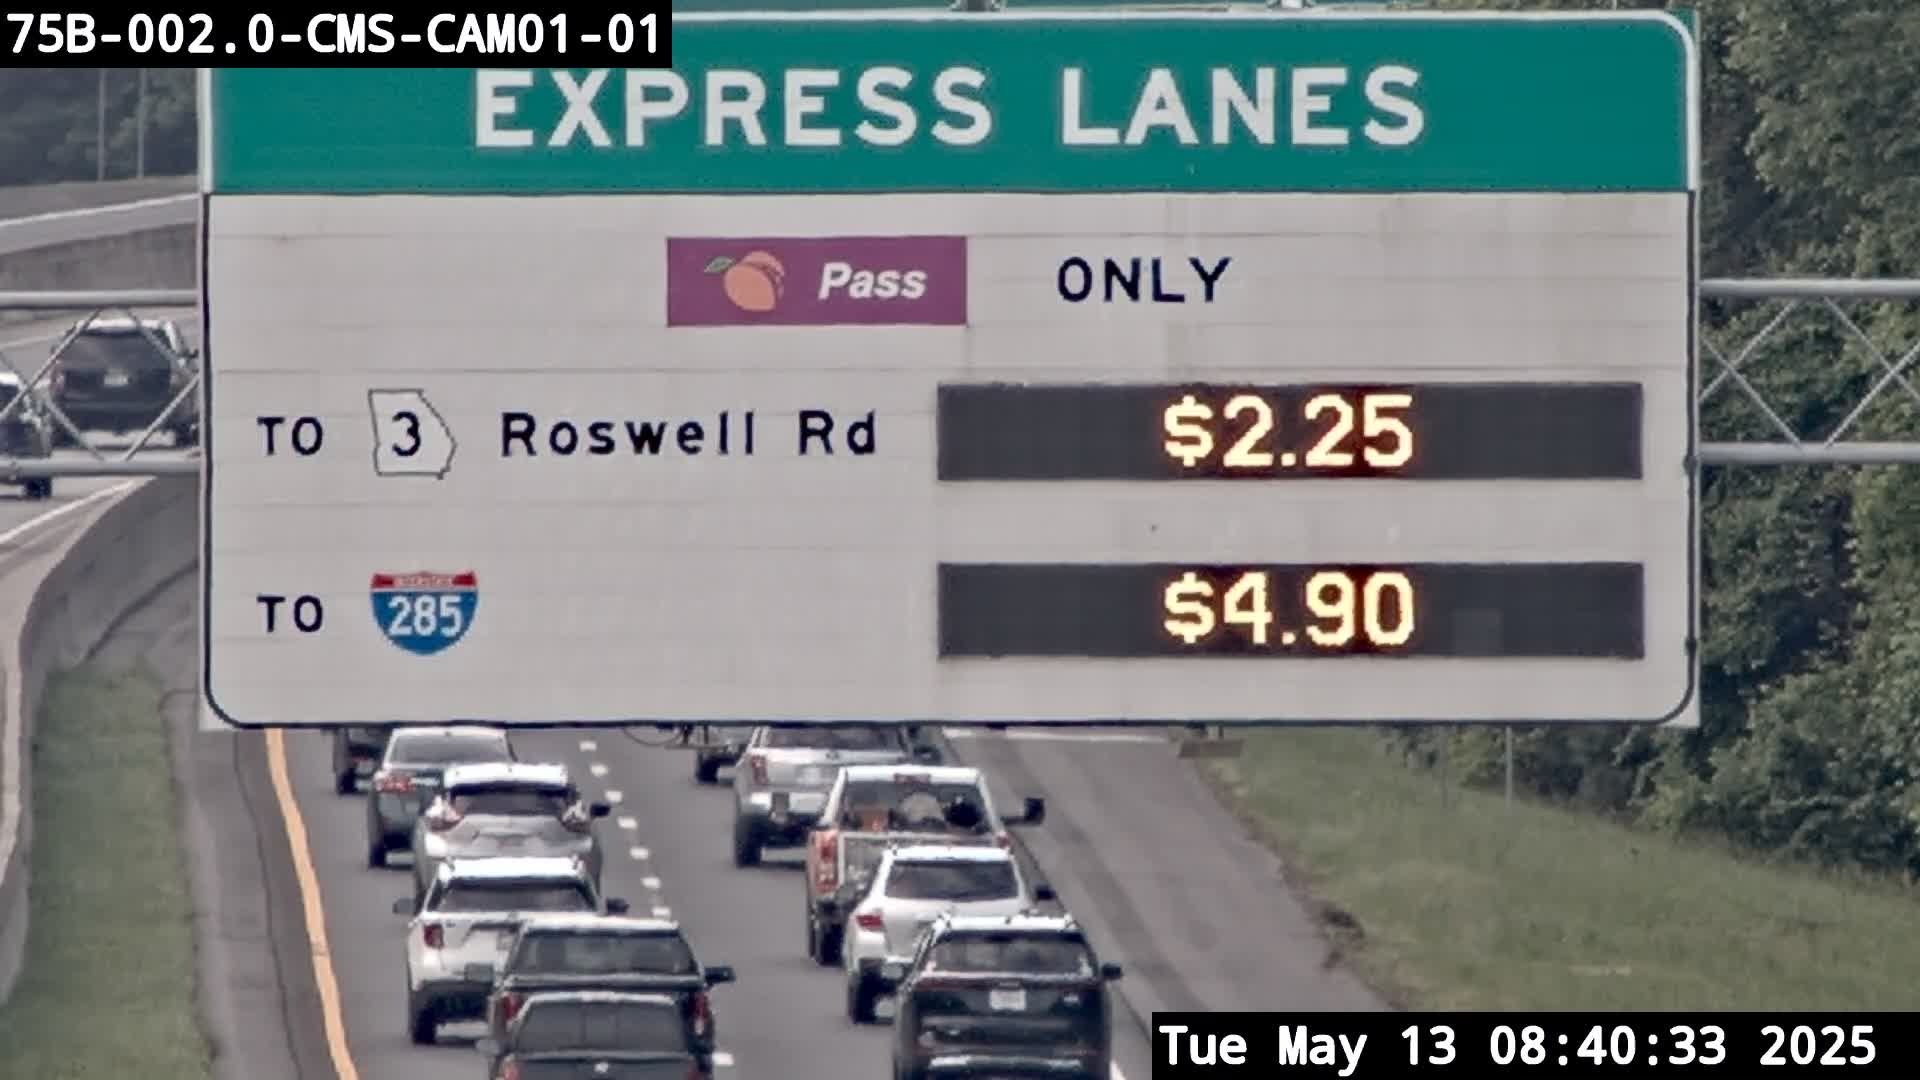 75B-002.0-CMS-CAM01-01
EXPRESS LANES
Pass ONLY
TO 3 Roswell Rd $2.25
TO 285 $4.90
Tue May 13 08:40:33 2025